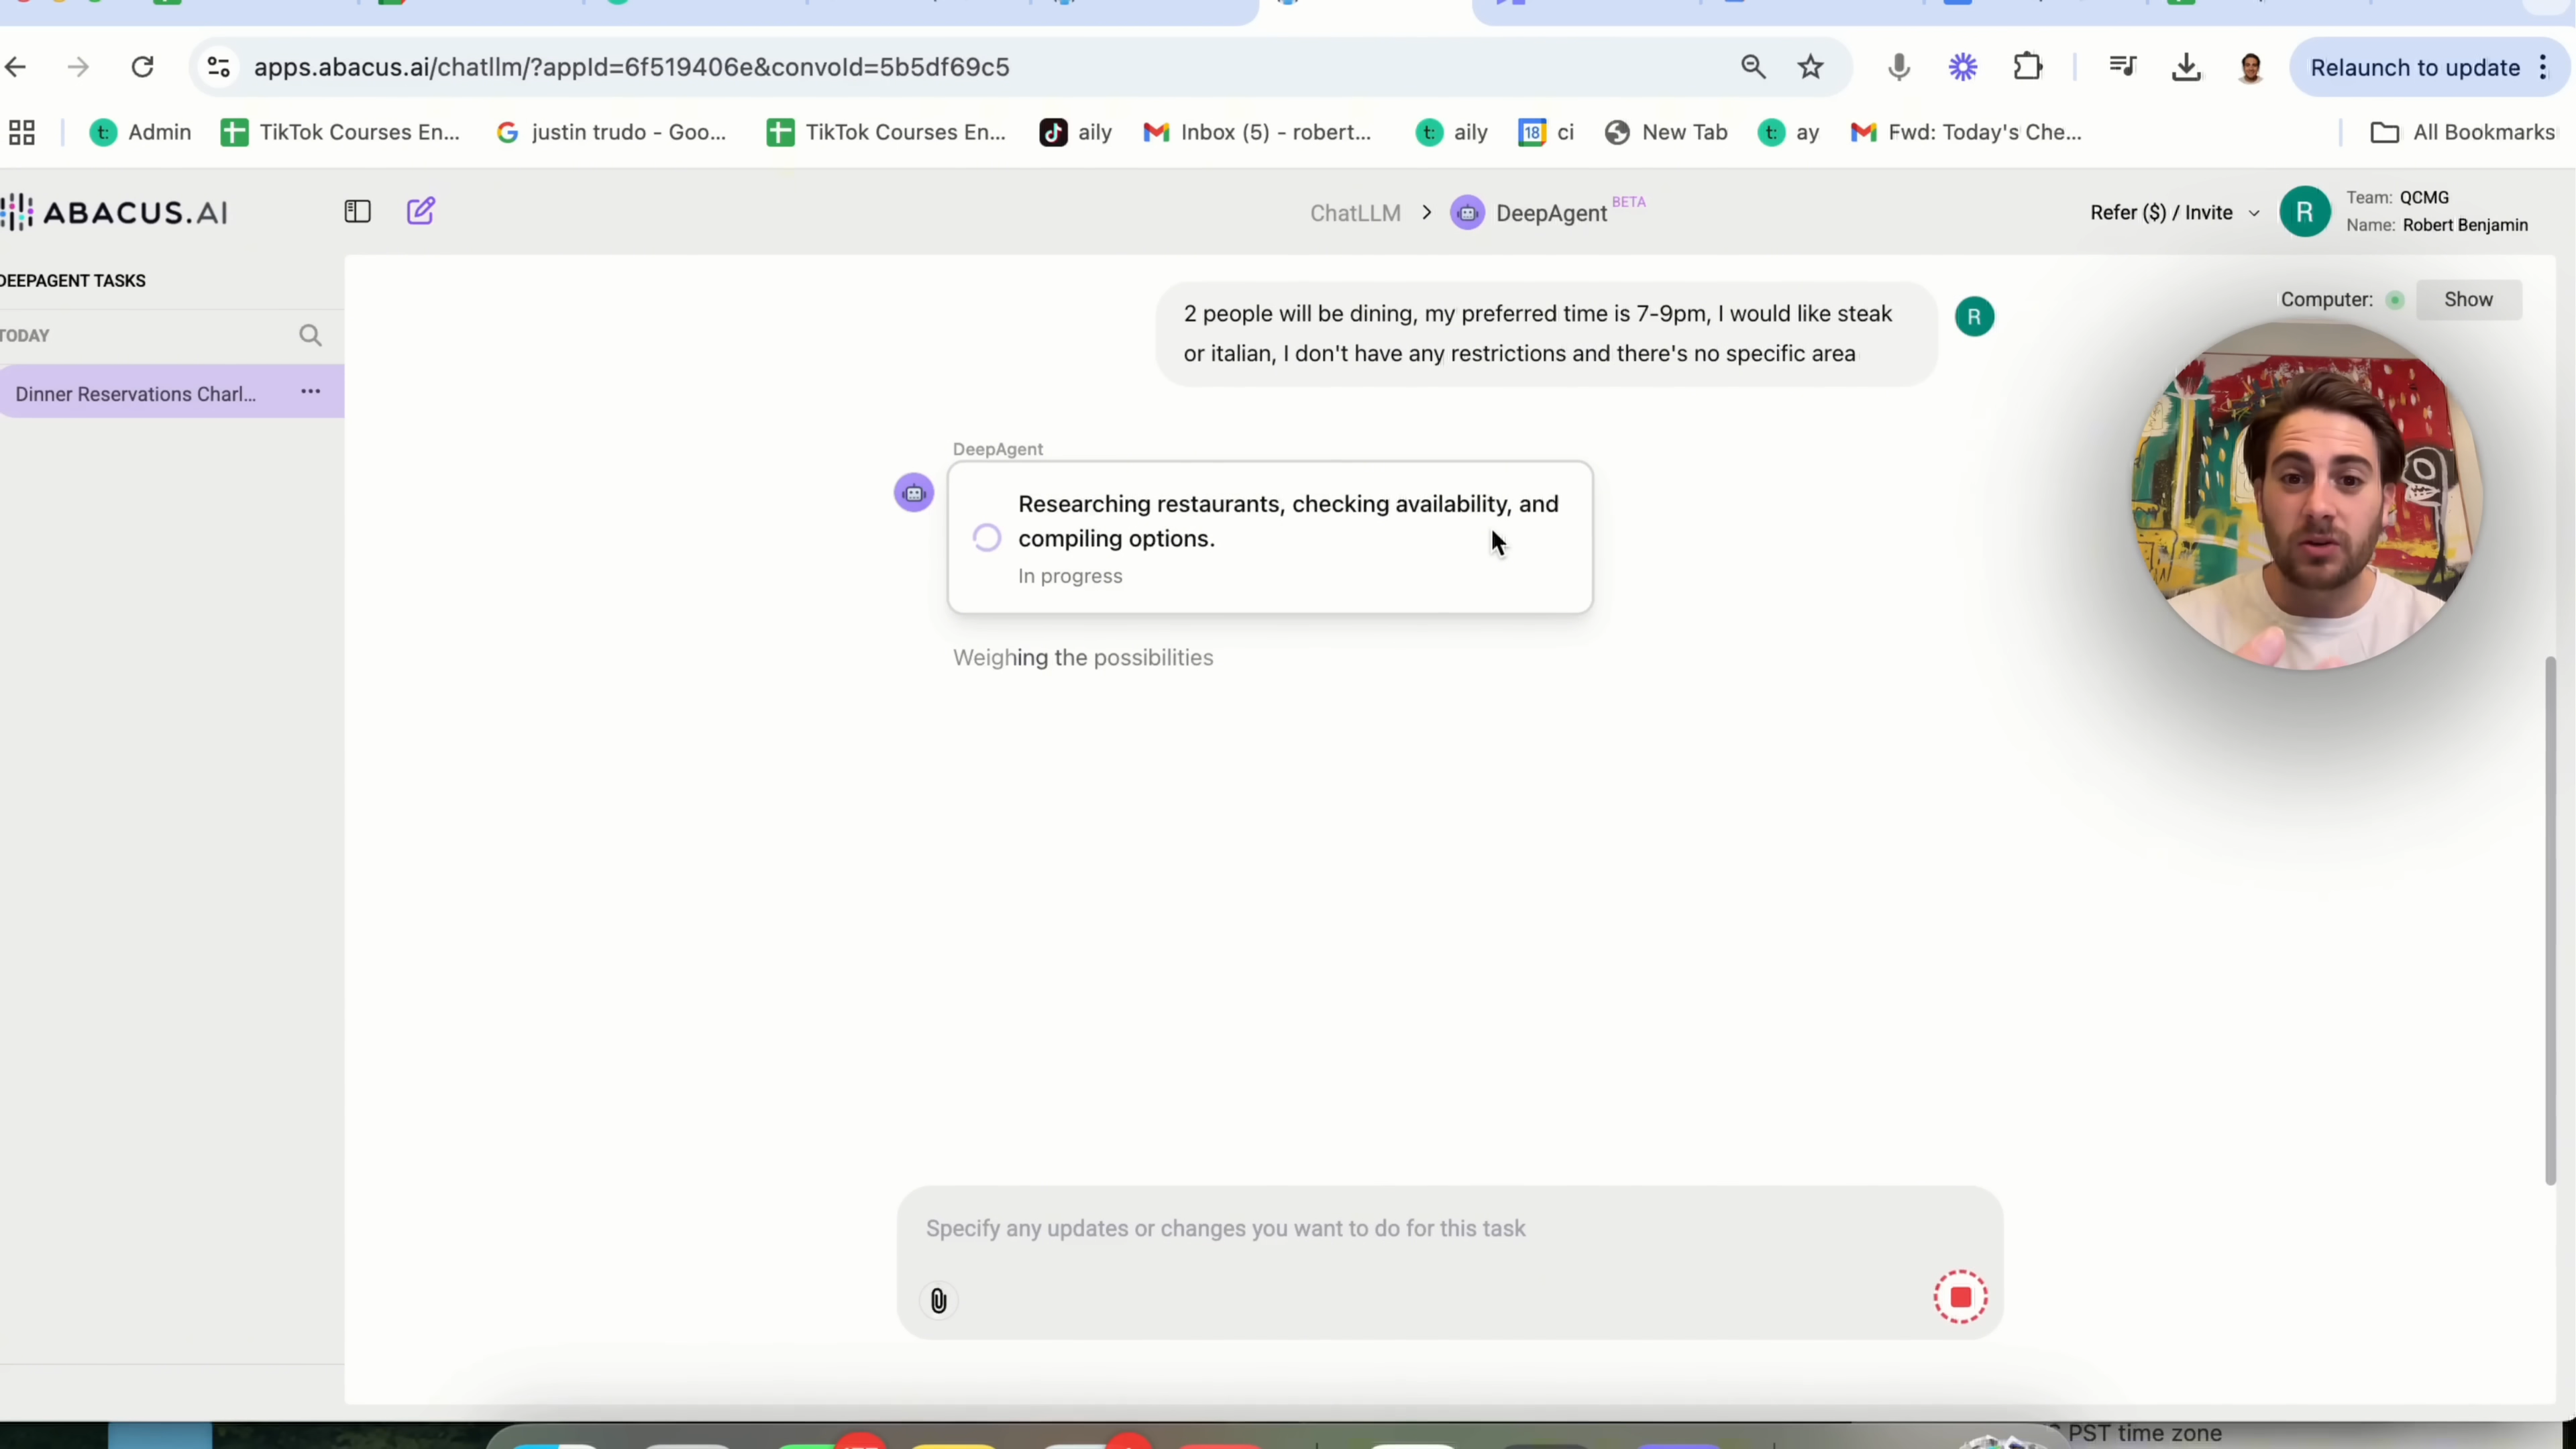 apps.abacus.ai/chatllm/?appId=6f519406e&convoId=5b5df69c5
Relaunch to update
Admin
TikTok Courses En...
justin trudo - Goo...
TikTok Courses En...
aily
Inbox (5) - robert...
aily
18
ci
New Tab
ay
Fwd: Today's Che...
All Bookmarks
ABACUS.AI
ChatLLM > DeepAgent BETA
Refer ($) / Invite
R
Team: QCMG
Name: Robert Benjamin
DEEPAGENT TASKS
TODAY
Dinner Reservations Charl...
Computer:
Show
2 people will be dining, my preferred time is 7-9pm, I would like steak
or italian, I don't have any restrictions and there's no specific area
R
DeepAgent
Researching restaurants, checking availability, and
compiling options.
In progress
Weighing the possibilities
Specify any updates or changes you want to do for this task
PST time zone